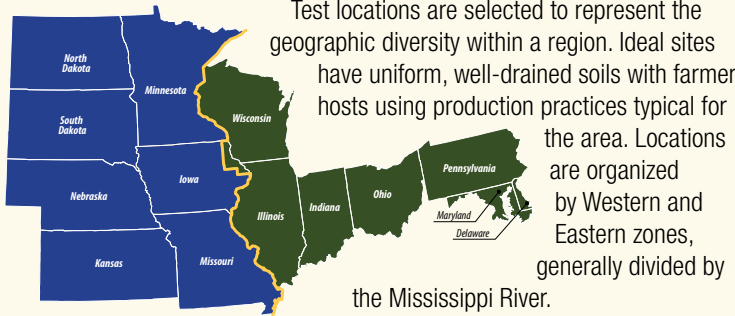 Test locations are selected to represent the
geographic diversity within a region. Ideal sites
have uniform, well-drained soils with farmer
hosts using production practices typical for
the area. Locations
are organized
by Western and
Eastern zones,
generally divided by
the Mississippi River.
North
Dakota
Minnesota
South
Dakota
Wisconsin
Nebraska
Iowa
Illinois
Indiana
Ohio
Pennsylvania
Maryland
Delaware
Kansas
Missouri